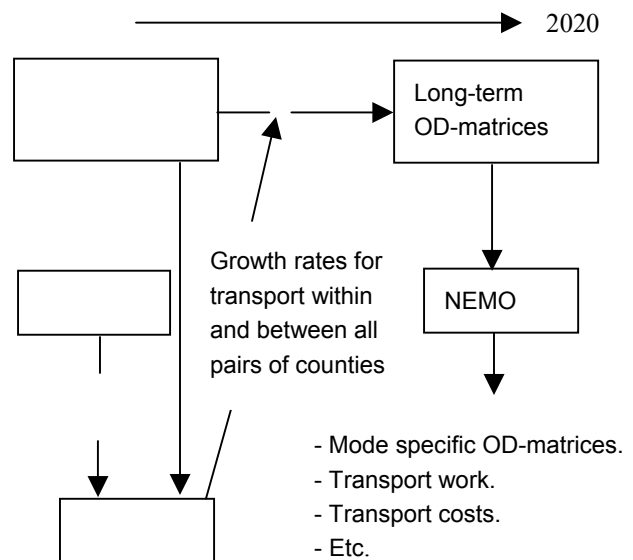 2020
Long-term
OD-matrices
Growth rates for
transport within
and between all
pairs of counties
NEMO
- Mode specific OD-matrices.
- Transport work.
- Transport costs.
- Etc.